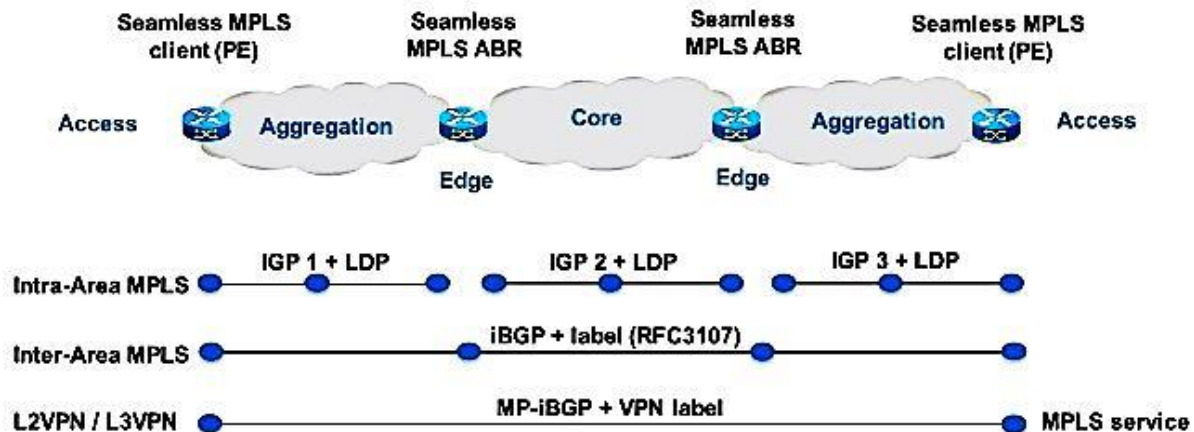 Seamless MPLS
client (PE)
Seamless
MPLS ABR
Seamless
MPLS ABR
Seamless MPLS
client (PE)
Access
Aggregation
Core
Aggregation
Access
Edge
Edge
Intra-Area MPLS
IGP 1 + LDP
IGP 2 + LDP
IGP 3 + LDP
Inter-Area MPLS
iBGP + label (RFC3107)
L2VPN / L3VPN
MP-iBGP + VPN label
MPLS service